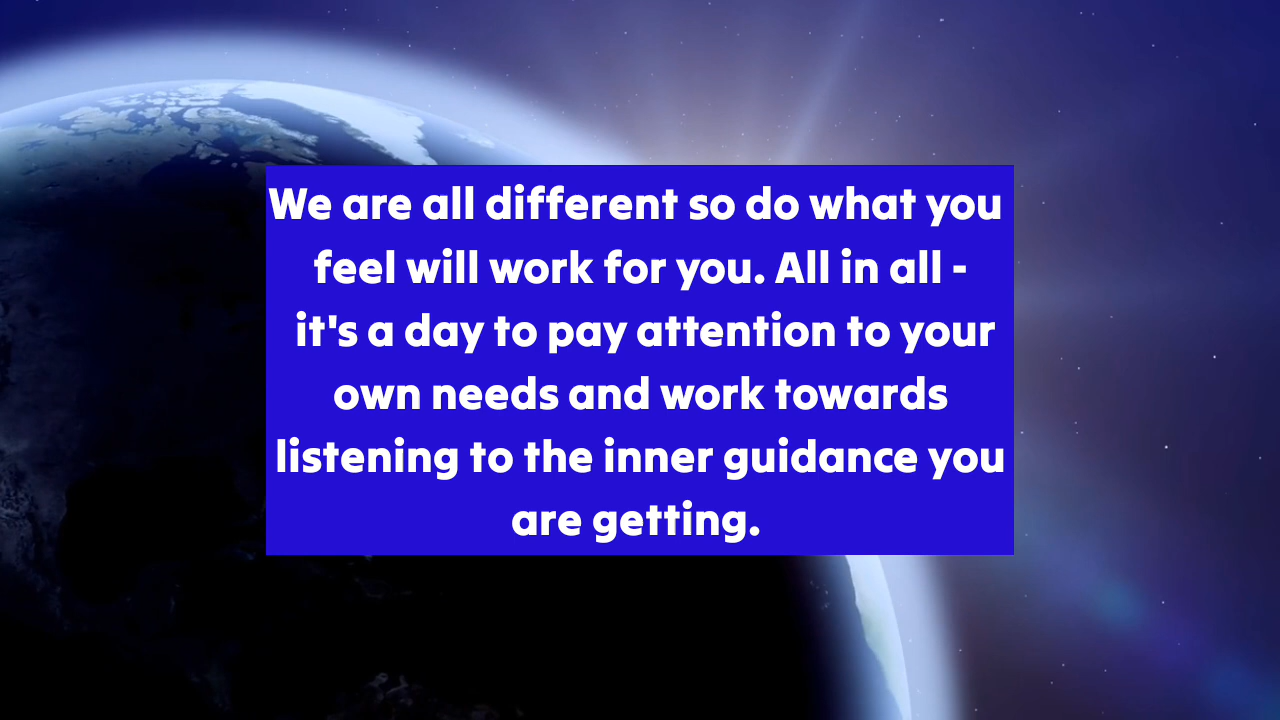 We are all different so do what you
feel will work for you. All in all -
it's a day to pay attention to your
own needs and work towards
listening to the inner guidance you
are getting.